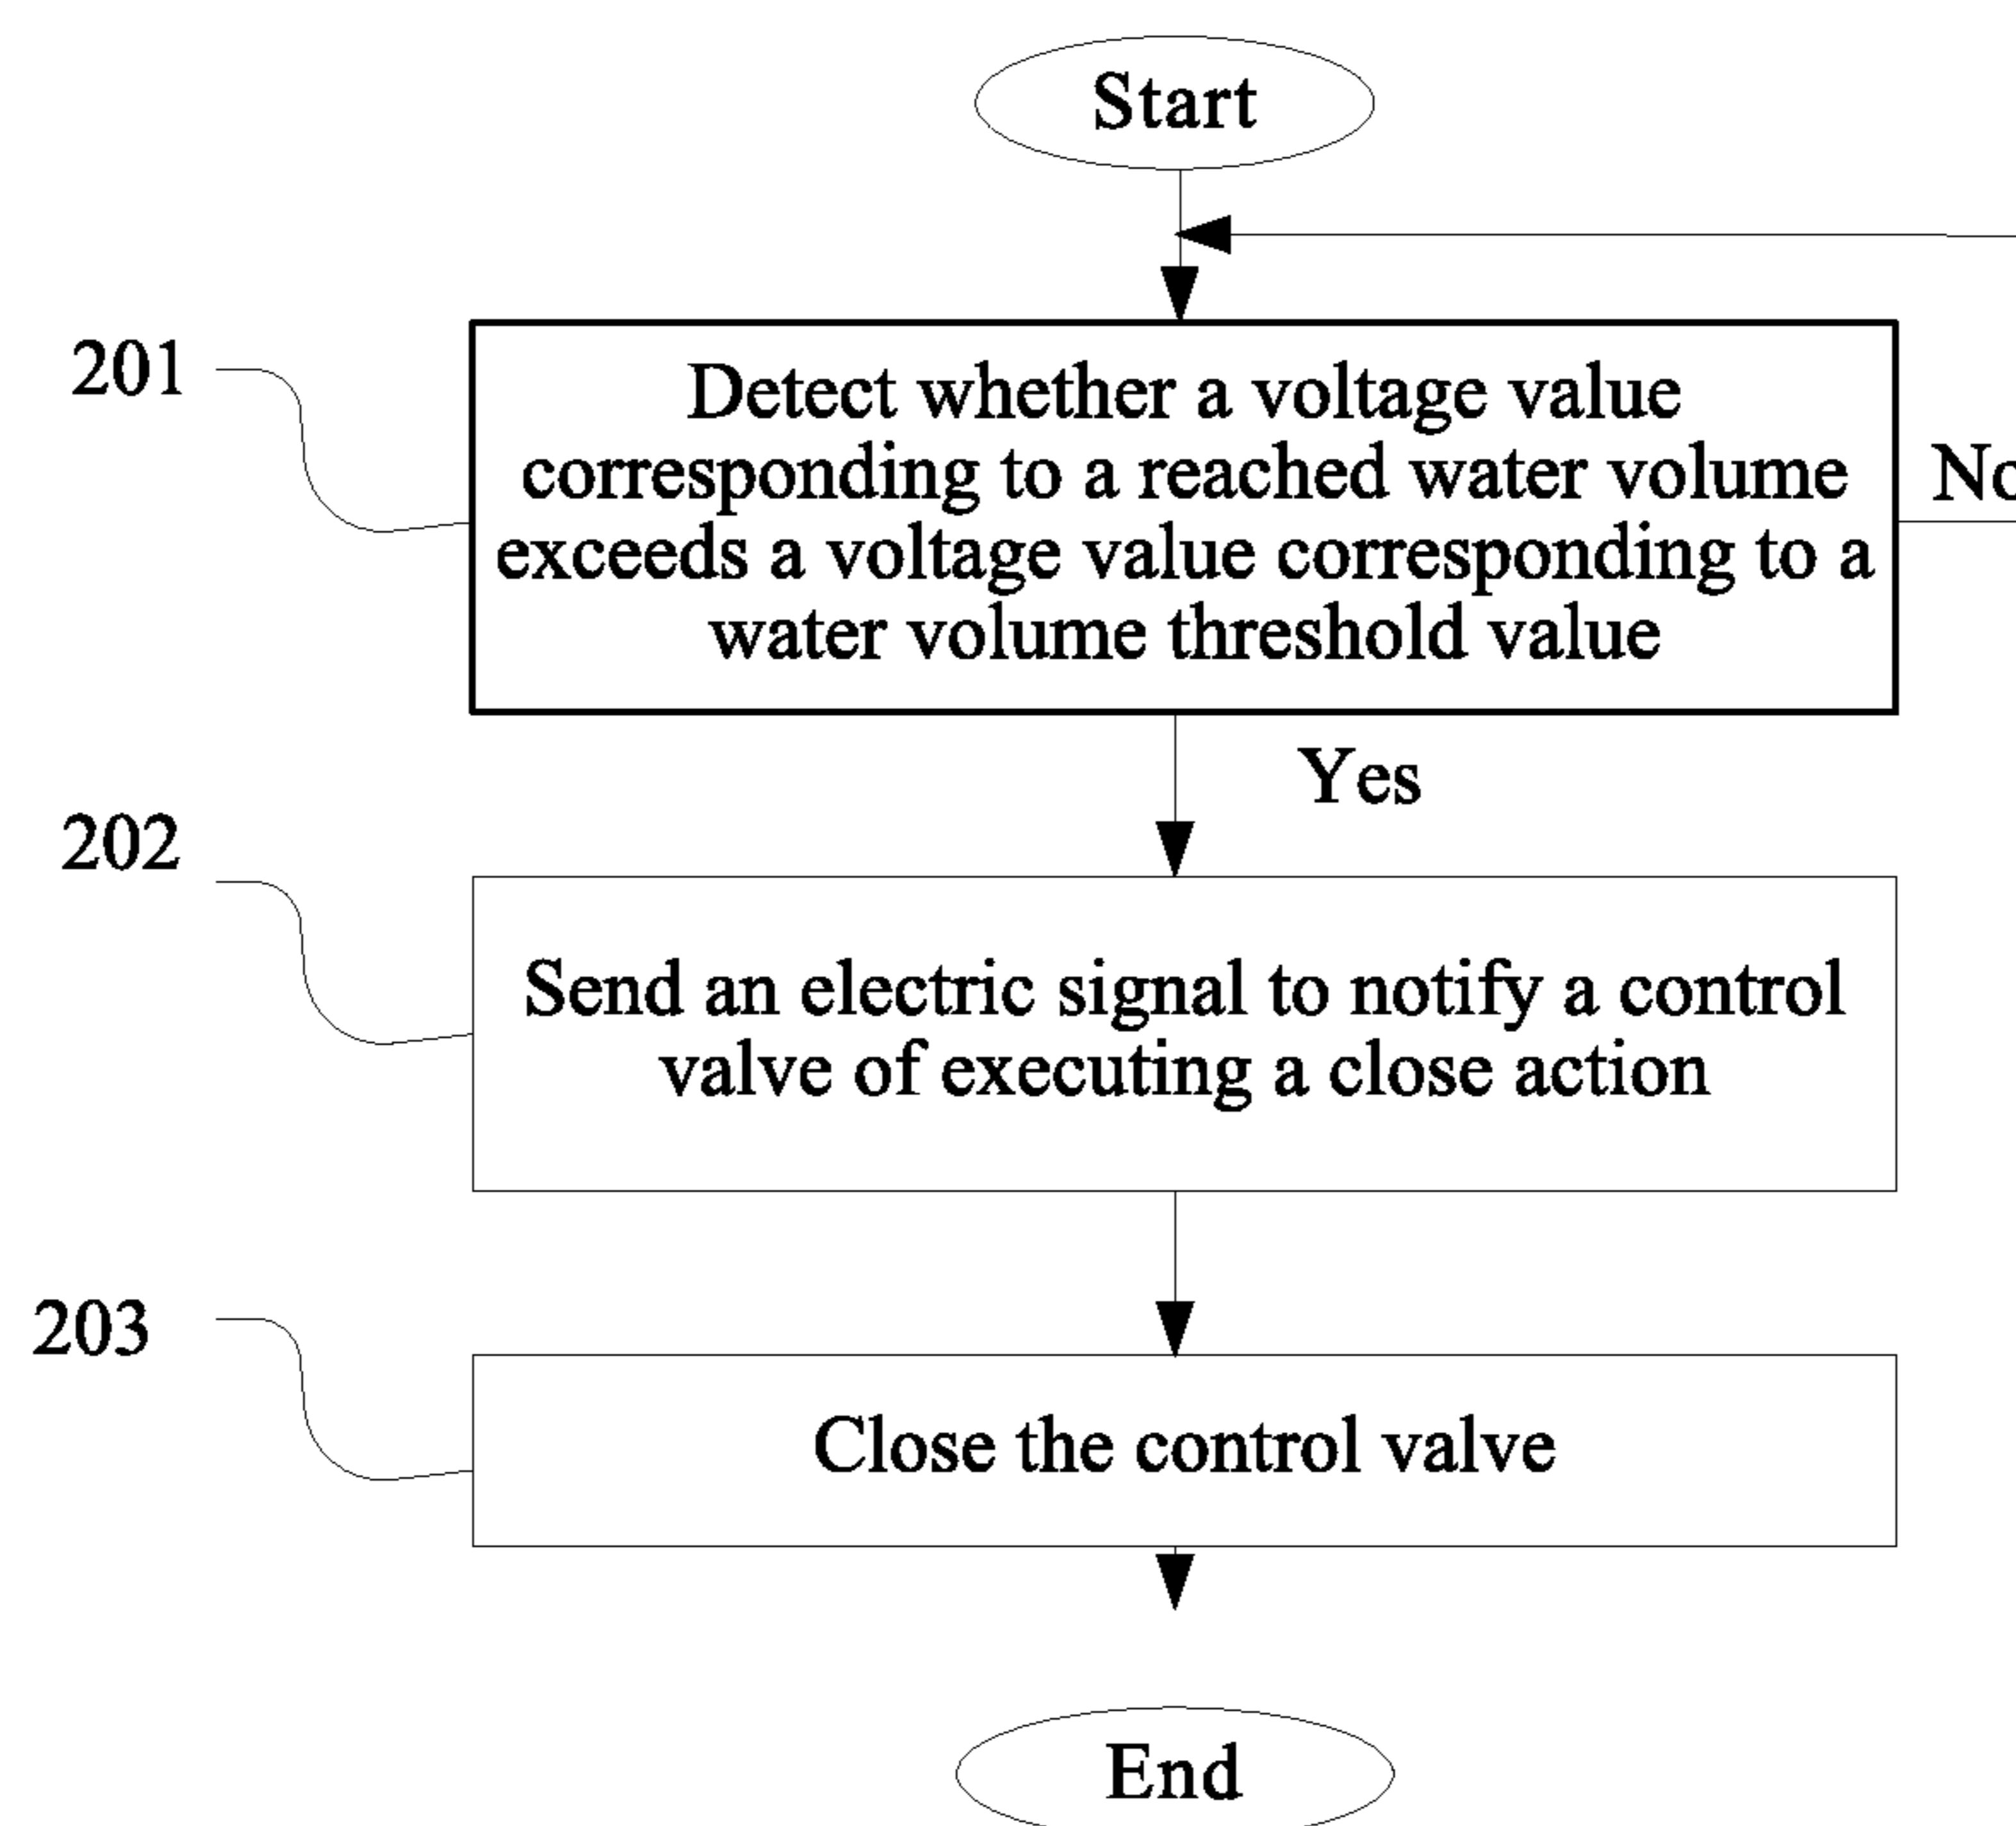 Start
201
Detect whether a voltage value
corresponding to a reached water volume
exceeds a voltage value corresponding to a
water volume threshold value
No
Yes
202
Send an electric signal to notify a control
valve of executing a close action
203
Close the control valve
End